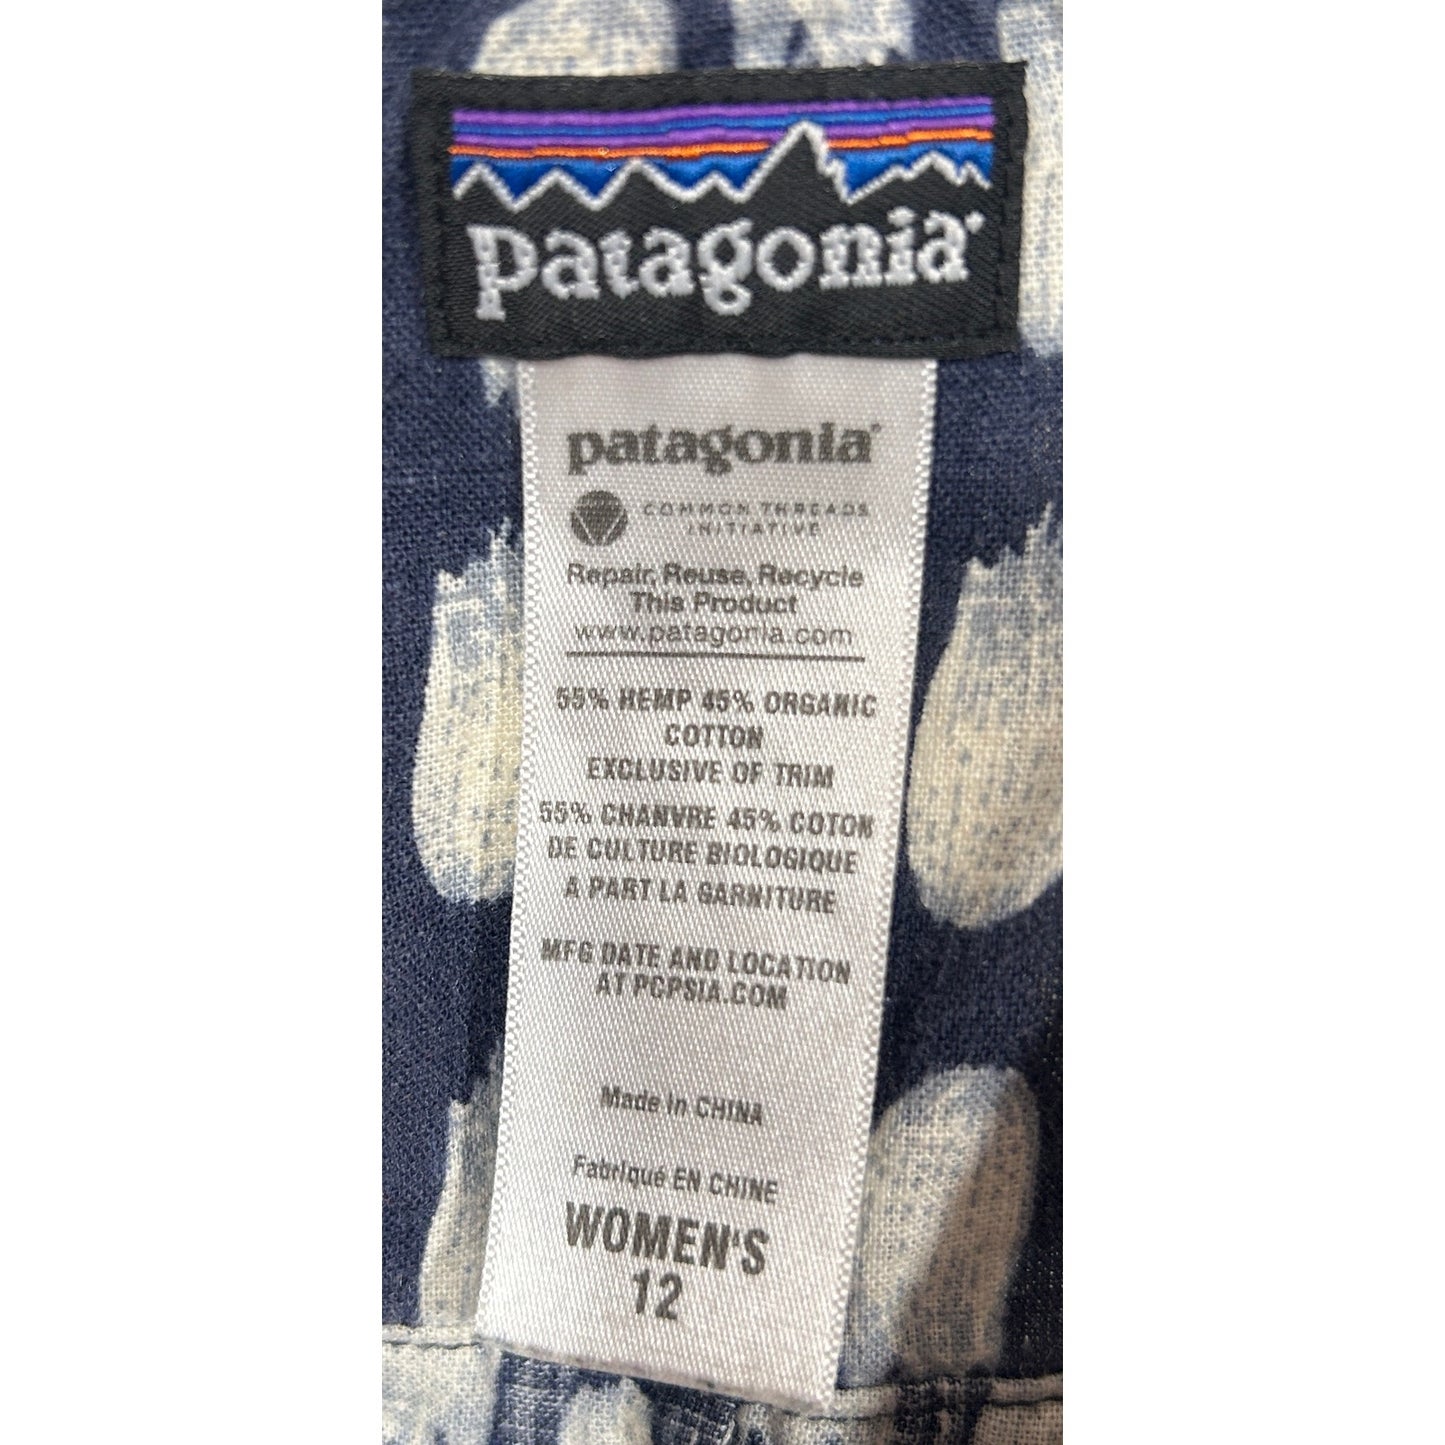 patagonia®
patagonia®
COMMON THREADS
INITIATIVE
Repair, Reuse, Recycle
This Product
www.patagonia.com
55% HEMP 45% ORGANIC
COTTON
EXCLUSIVE OF TRIM
55% CHANVRE 45% COTON
DE CULTURE BIOLOGIQUE
A PART LA GARNITURE
MFG DATE AND LOCATION
AT PCPSIA.COM
Made in CHINA
Fabriqué EN CHINE
WOMEN'S
12